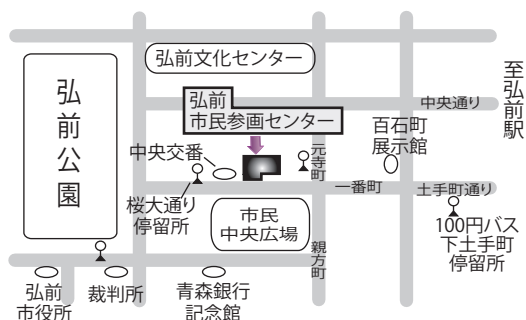 弘前文化センター
弘前公園
弘前
市民参画センター
中央通り
至弘前駅
百石町
展示館
中央交番
元寺町
一番町
土手町通り
桜大通り
停留所
市民
中央広場
100円バス
下土手町
停留所
親方町
弘前
市役所
裁判所
青森銀行
記念館